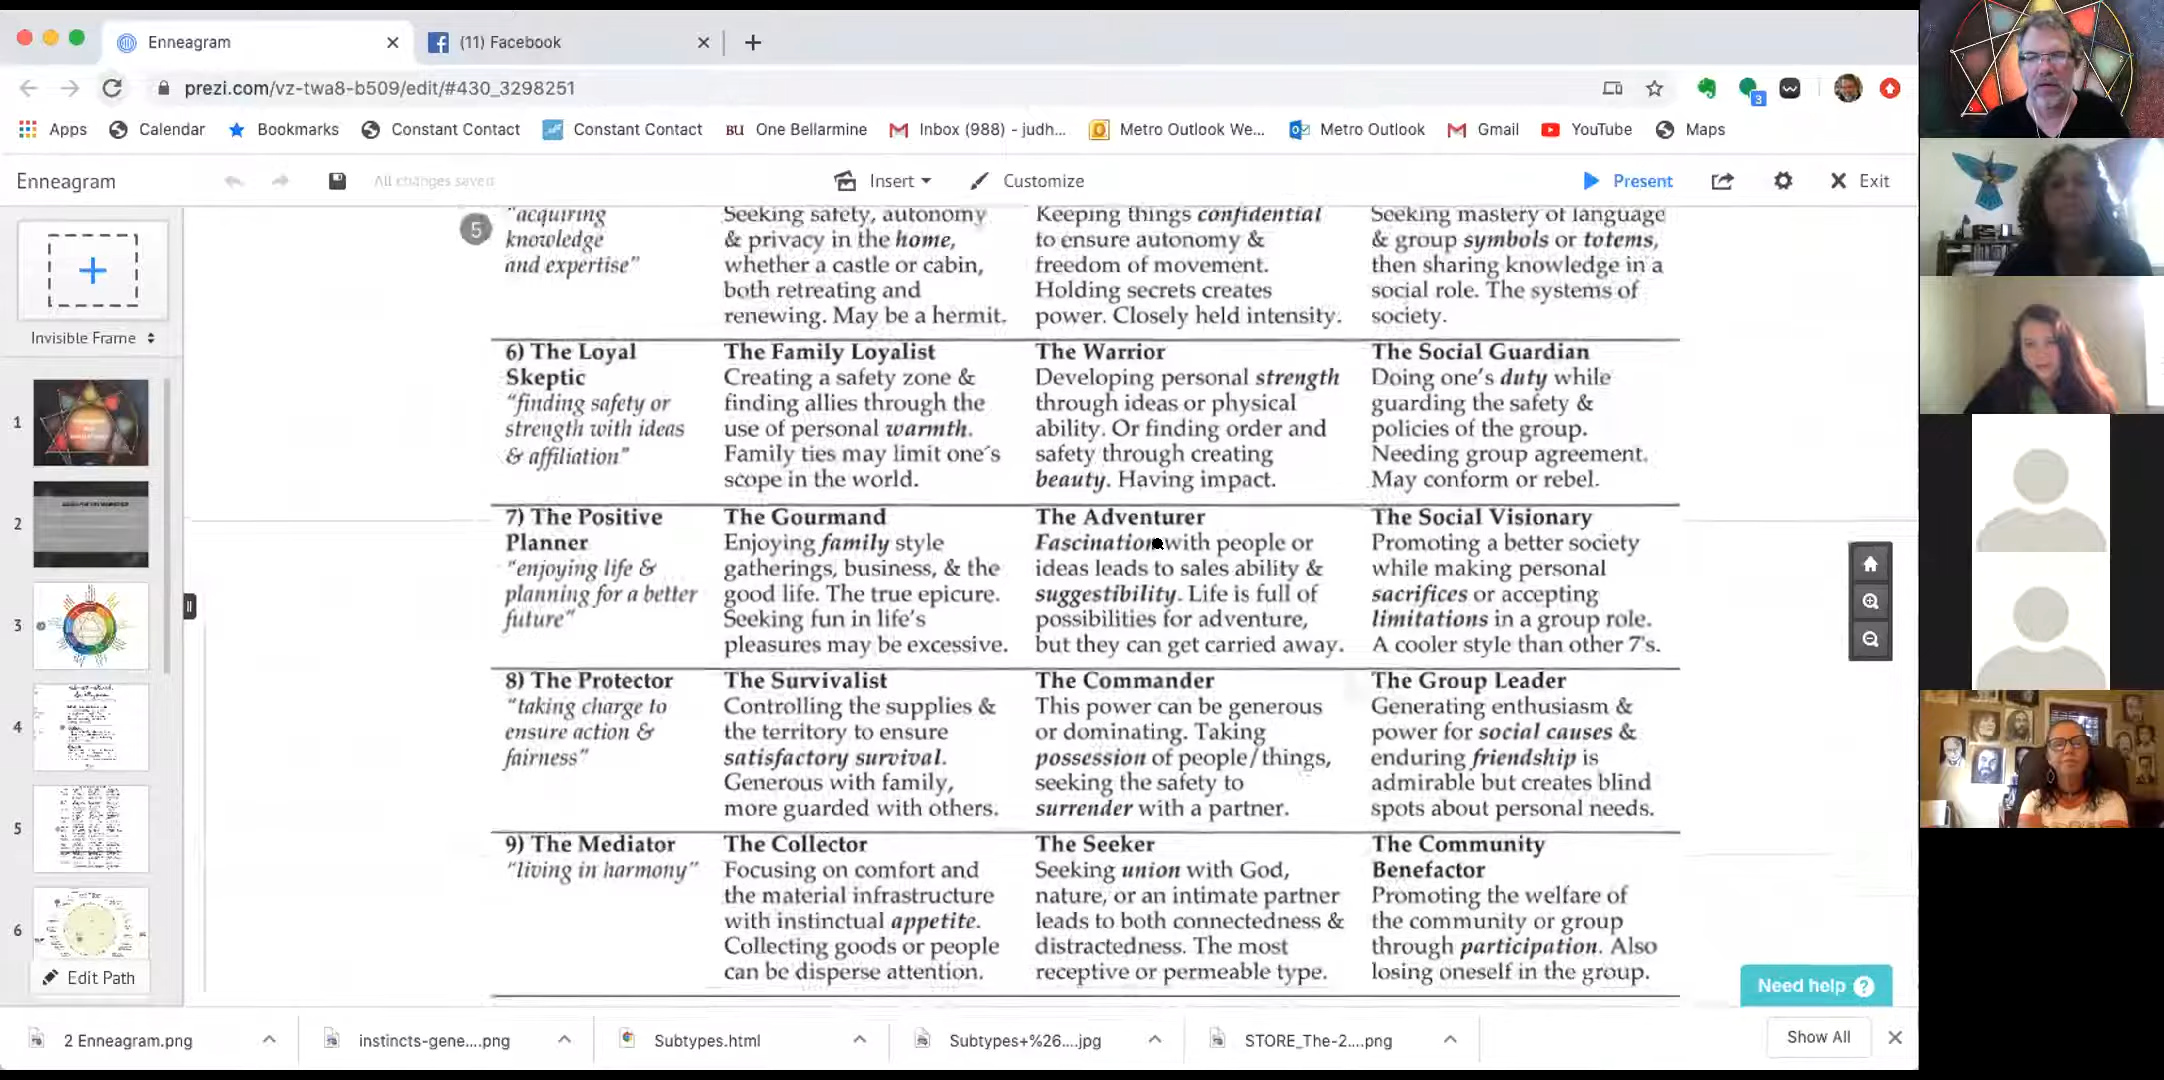 Enneagram
(11) Facebook
prezi.com/vz-twa8-b509/edit/#430_3298251
3
Apps
Calendar
Bookmarks
Constant Contact
Constant Contact
BU One Bellarmine
Inbox (988) - judh...
Metro Outlook We...
Metro Outlook
Gmail
YouTube
Maps
Enneagram
All changes saved
Insert
Customize
Present
Exit
Invisible Frame
1
2
3
4
5
6
Edit Path
5
"acquiring
knowledge
and expertise"
Seeking safety, autonomy
& privacy in the home,
whether a castle or cabin,
both retreating and
renewing. May be a hermit.
Keeping things confidential
to ensure autonomy &
freedom of movement.
Holding secrets creates
power. Closely held intensity.
Seeking mastery of language
& group symbols or totems,
then sharing knowledge in a
social role. The systems of
society.
6) The Loyal
Skeptic
"finding safety or
strength with ideas
& affiliation"
The Family Loyalist
Creating a safety zone &
finding allies through the
use of personal warmth.
Family ties may limit one's
scope in the world.
The Warrior
Developing personal strength
through ideas or physical
ability. Or finding order and
safety through creating
beauty. Having impact.
The Social Guardian
Doing one's duty while
guarding the safety &
policies of the group.
Needing group agreement.
May conform or rebel.
7) The Positive
Planner
"enjoying life &
planning for a better
future"
The Gourmand
Enjoying family style
gatherings, business, & the
good life. The true epicure.
Seeking fun in life's
pleasures may be excessive.
The Adventurer
Fascination with people or
ideas leads to sales ability &
suggestibility. Life is full of
possibilities for adventure,
but they can get carried away.
The Social Visionary
Promoting a better society
while making personal
sacrifices or accepting
limitations in a group role.
A cooler style than other 7's.
8) The Protector
"taking charge to
ensure action &
fairness"
The Survivalist
Controlling the supplies &
the territory to ensure
satisfactory survival.
Generous with family,
more guarded with others.
The Commander
This power can be generous
or dominating. Taking
possession of people/things,
seeking the safety to
surrender with a partner.
The Group Leader
Generating enthusiasm &
power for social causes &
enduring friendship is
admirable but creates blind
spots about personal needs.
9) The Mediator
"living in harmony"
The Collector
Focusing on comfort and
the material infrastructure
with instinctual appetite.
Collecting goods or people
can be disperse attention.
The Seeker
Seeking union with God,
nature, or an intimate partner
leads to both connectedness &
distractedness. The most
receptive or permeable type.
The Community
Benefactor
Promoting the welfare of
the community or group
through participation. Also
losing oneself in the group.
Need help ?
2 Enneagram.png
instincts-gene....png
Subtypes.html
Subtypes+%26....jpg
STORE_The-2....png
Show All